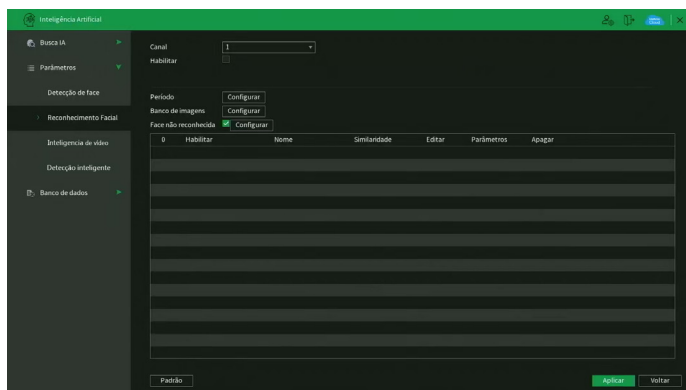 Inteligência Artificial
Busca IA
Parâmetros
Detecção de face
Reconhecimento Facial
Inteligencia de vídeo
Detecção inteligente
Banco de dados
Canal 1
Habilitar
Período Configurar
Banco de imagens Configurar
Face não reconhecida Configurar
0 Habilitar Nome Similaridade Editar Parâmetros Apagar
Padrão Aplicar Voltar